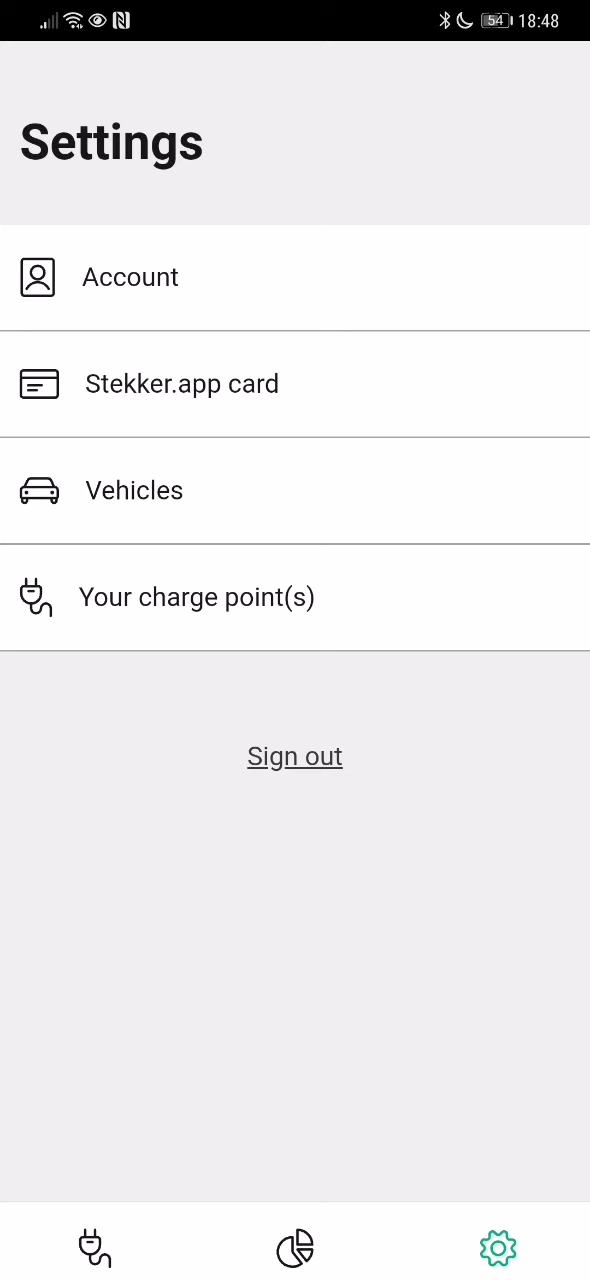 54 18:48
Settings
Account
Stekker.app card
Vehicles
Your charge point(s)
Sign out